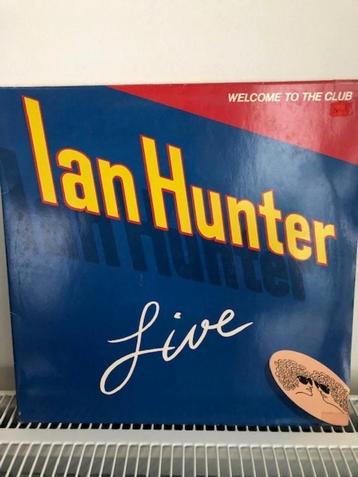 WELCOME TO THE CLUB
Ian Hunter
Live